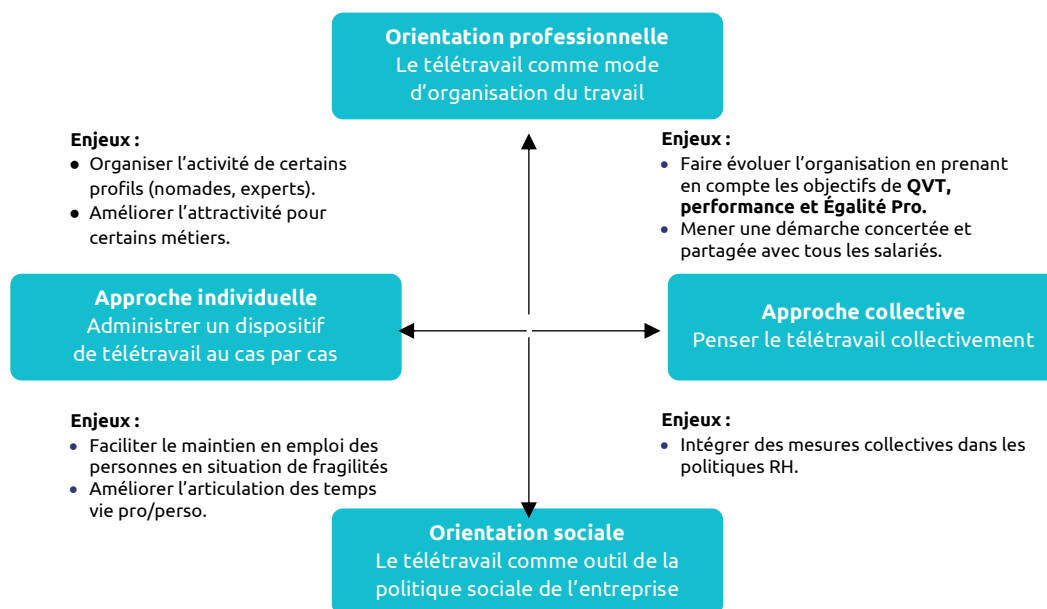 Orientation professionnelle
Le télétravail comme mode
d’organisation du travail
Enjeux :
• Organiser l’activité de certains
profils (nomades, experts).
• Améliorer l’attractivité pour
certains métiers.
Enjeux :
• Faire évoluer l’organisation en prenant
en compte les objectifs de QVT,
performance et Égalité Pro.
• Mener une démarche concertée et
partagée avec tous les salariés.
Approche individuelle
Administrer un dispositif
de télétravail au cas par cas
Approche collective
Penser le télétravail collectivement
Enjeux :
• Faciliter le maintien en emploi des
personnes en situation de fragilités
• Améliorer l’articulation des temps
vie pro/perso.
Enjeux :
• Intégrer des mesures collectives dans les
politiques RH.
Orientation sociale
Le télétravail comme outil de la
politique sociale de l’entreprise